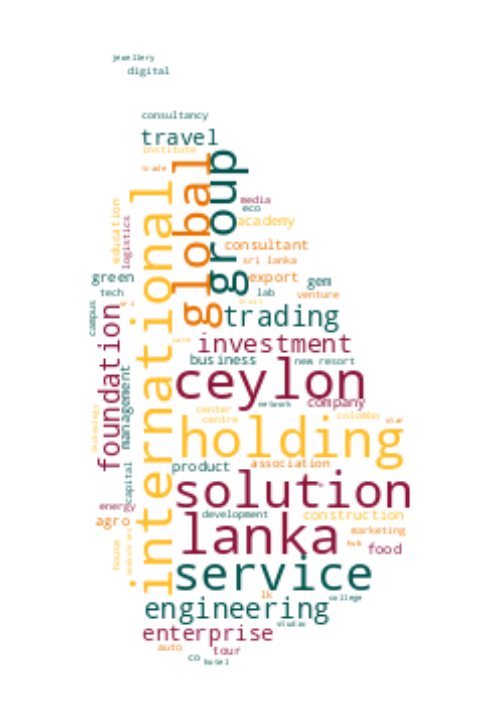 jewellery
digital
consultancy
travel
institute
trade
global
group
international
education
logistics
media
eco
academy
consultant
sri lanka
green
export
gem
tech
lab
venture
campus
trading
foundation
investment
care
business
new resort
management
ceylon
network
company
technology
center
centre
colombo
star
holding
product
association
capital
solution
energy
development
construction
agro
lanka
marketing
hub
food
house
service
lk
college
engineering
studio
enterprise
auto
tour
co
hotel